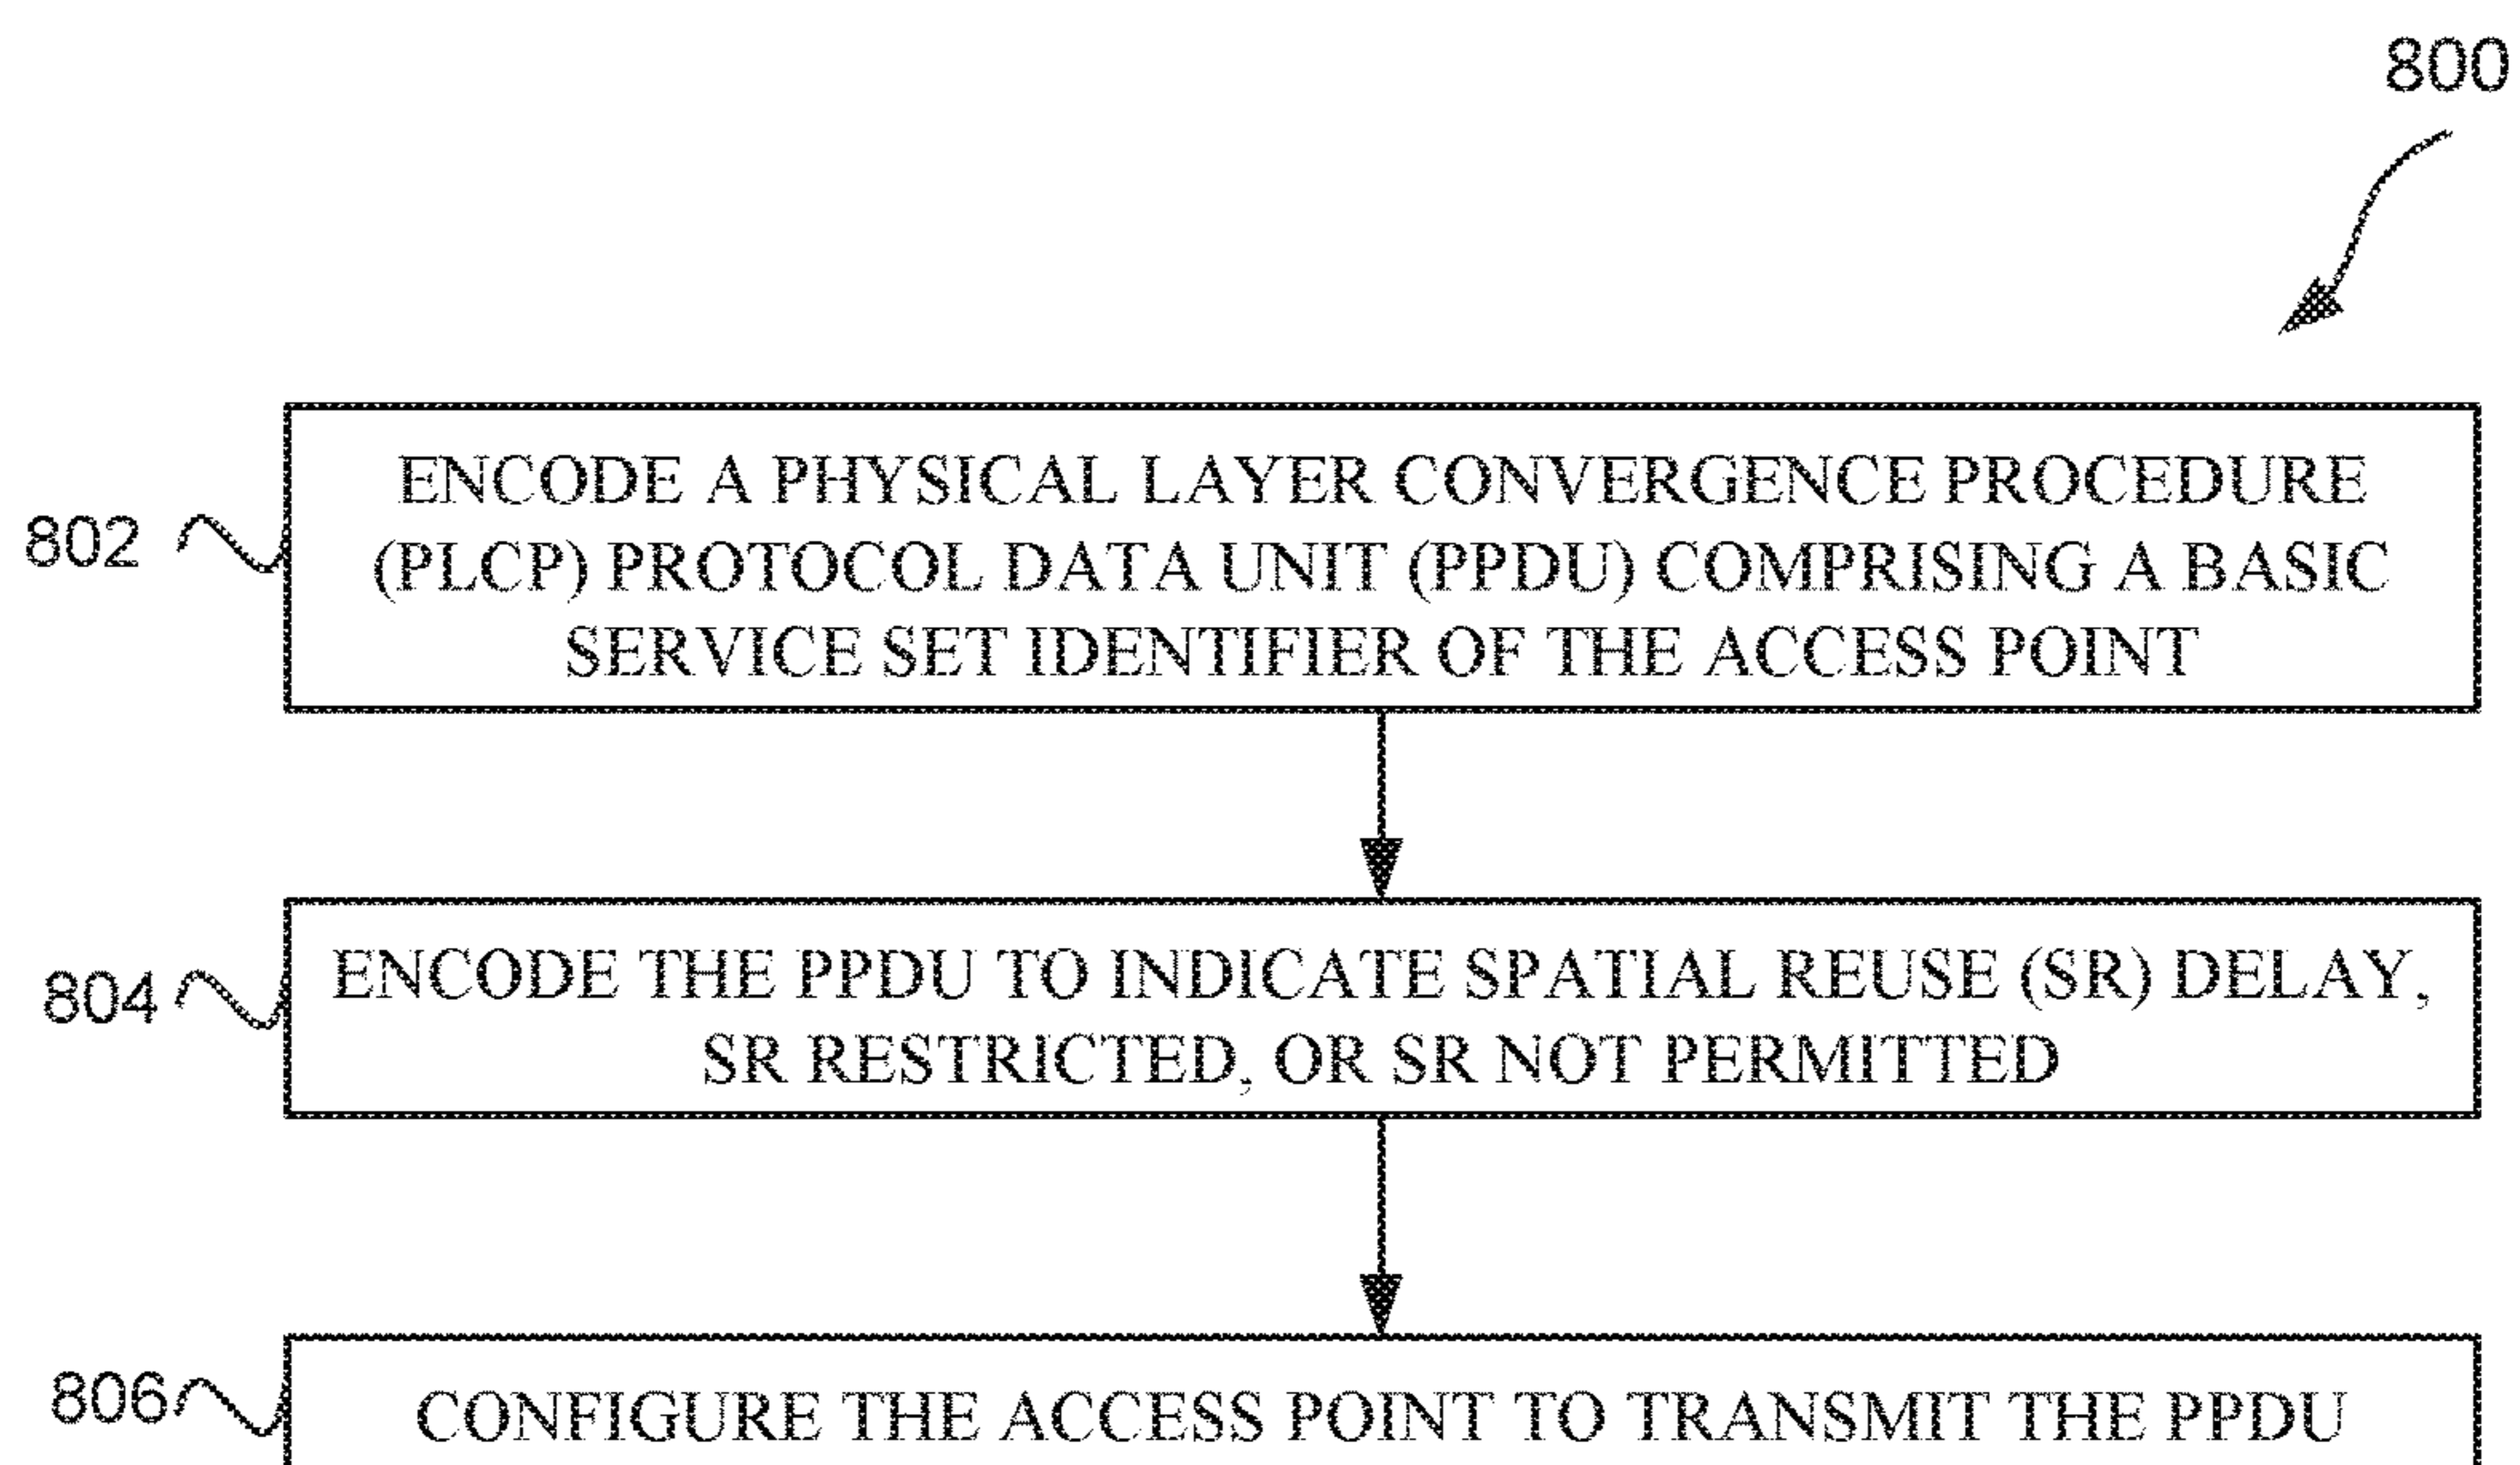 800
802
ENCODE A PHYSICAL LAYER CONVERGENCE PROCEDURE
(PLCP) PROTOCOL DATA UNIT (PPDU) COMPRISING A BASIC
SERVICE SET IDENTIFIER OF THE ACCESS POINT
804
ENCODE THE PPDU TO INDICATE SPATIAL REUSE (SR) DELAY,
SR RESTRICTED, OR SR NOT PERMITTED
806
CONFIGURE THE ACCESS POINT TO TRANSMIT THE PPDU